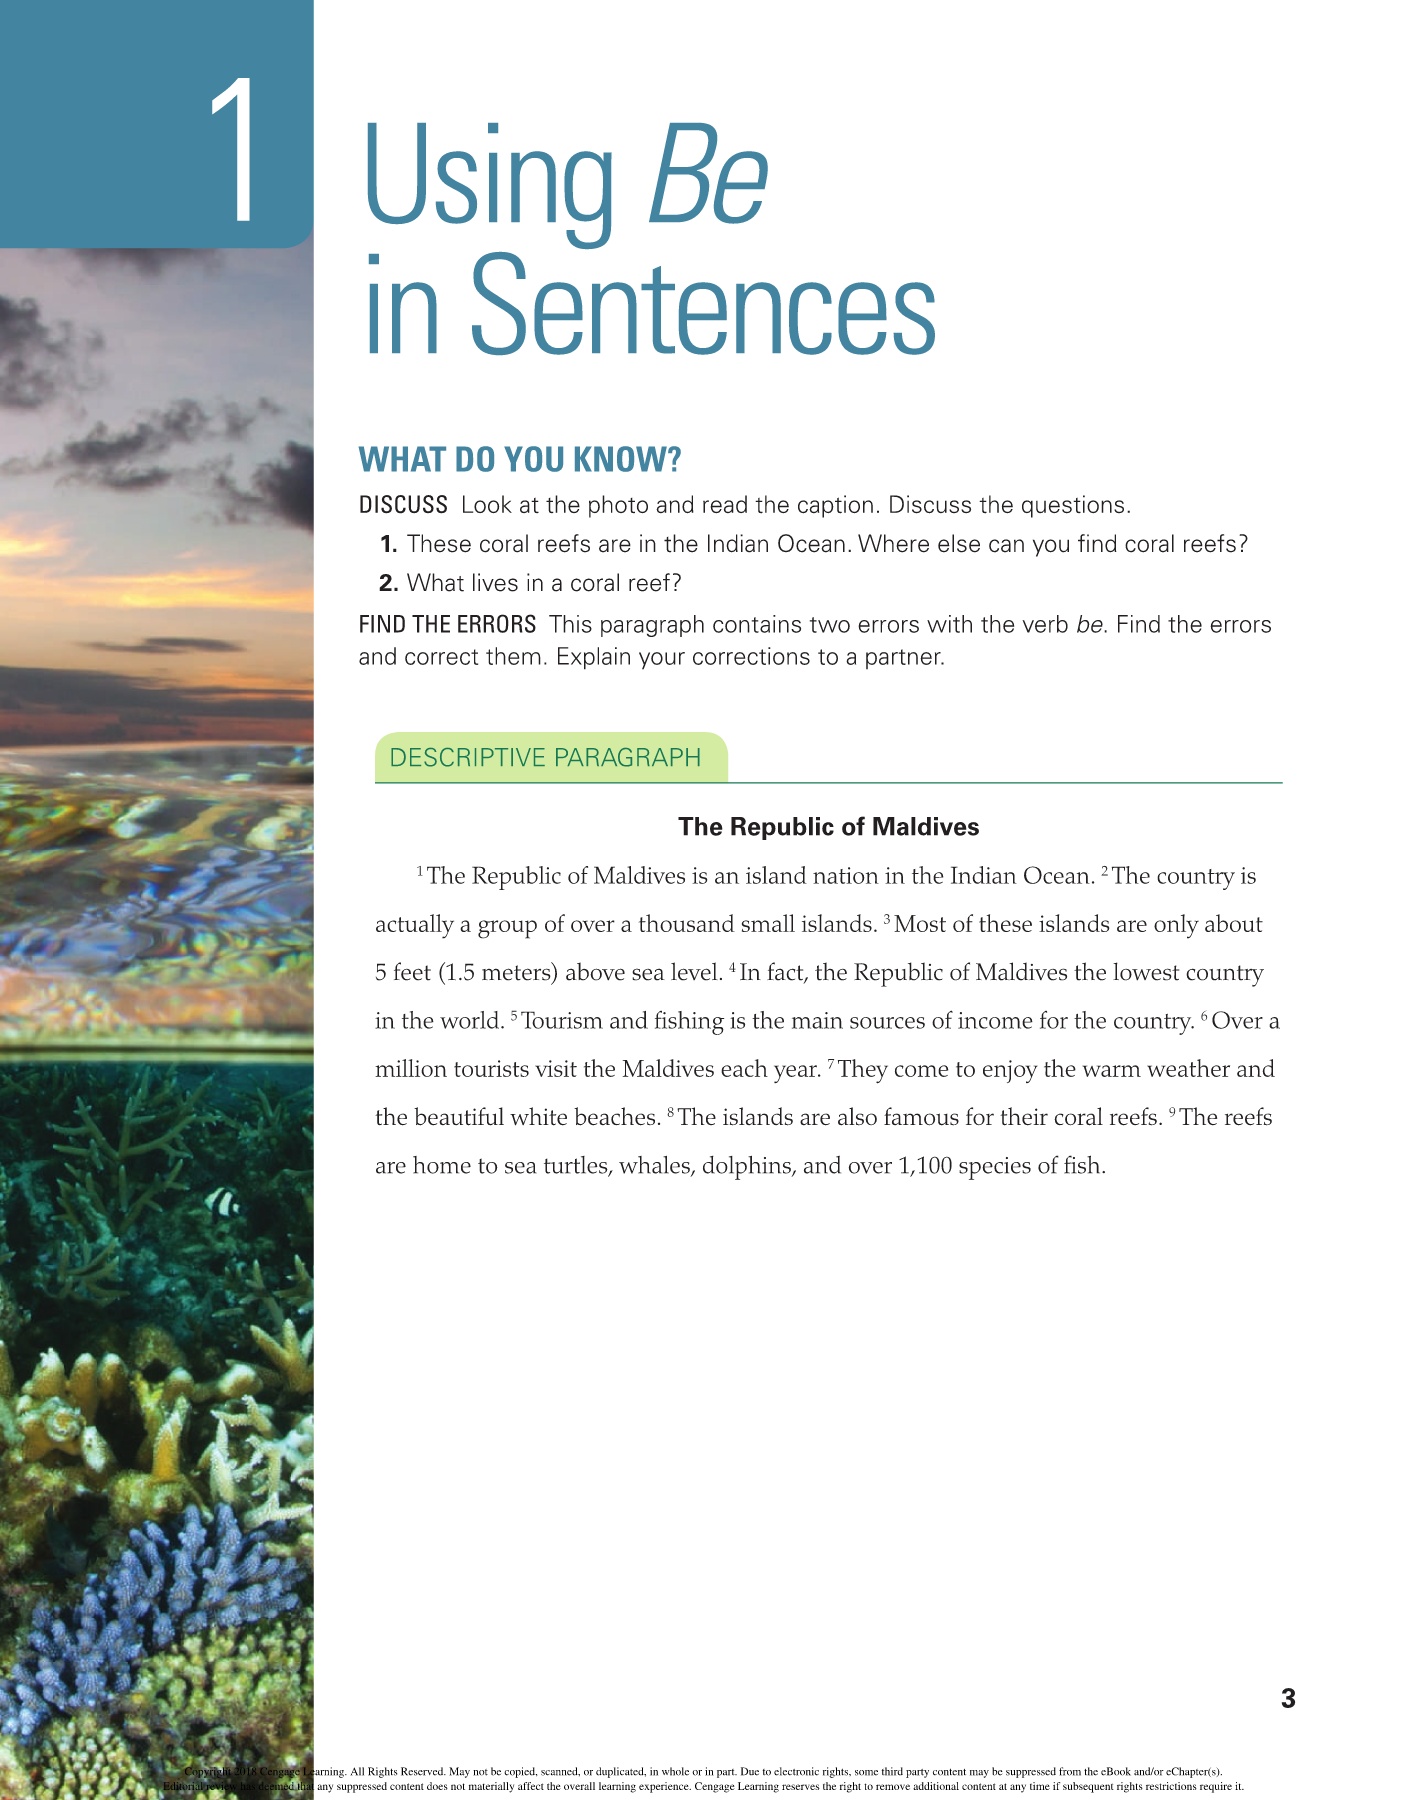 1
Using Be
in Sentences
WHAT DO YOU KNOW?
DISCUSS Look at the photo and read the caption. Discuss the questions.
1. These coral reefs are in the Indian Ocean. Where else can you find coral reefs?
2. What lives in a coral reef?
FIND THE ERRORS This paragraph contains two errors with the verb be. Find the errors
and correct them. Explain your corrections to a partner.
DESCRIPTIVE PARAGRAPH
The Republic of Maldives
1 The Republic of Maldives is an island nation in the Indian Ocean. 2 The country is
actually a group of over a thousand small islands. 3 Most of these islands are only about
5 feet (1.5 meters) above sea level. 4 In fact, the Republic of Maldives the lowest country
in the world. 5 Tourism and fishing is the main sources of income for the country. 6 Over a
million tourists visit the Maldives each year. 7 They come to enjoy the warm weather and
the beautiful white beaches. 8 The islands are also famous for their coral reefs. 9 The reefs
are home to sea turtles, whales, dolphins, and over 1,100 species of fish.
3
Copyright 2018 Cengage Learning. All Rights Reserved. May not be copied, scanned, or duplicated, in whole or in part. Due to electronic rights, some third party content may be suppressed from the eBook and/or eChapter(s).
Editorial review has deemed that any suppressed content does not materially affect the overall learning experience. Cengage Learning reserves the right to remove additional content at any time if subsequent rights restrictions require it.